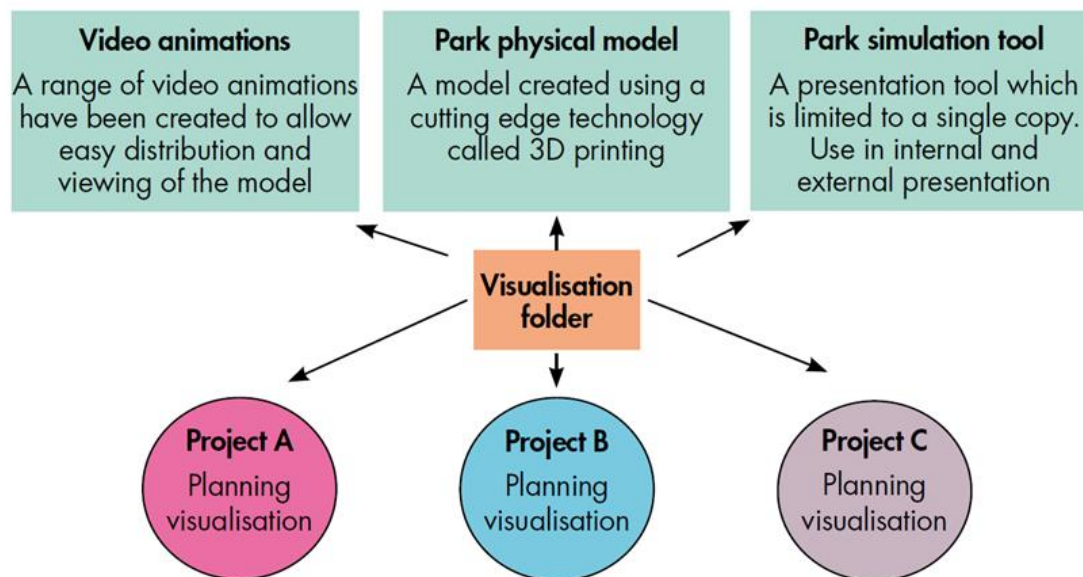 Video animations
A range of video animations
have been created to allow
easy distribution and
viewing of the model
Park physical model
A model created using a
cutting edge technology
called 3D printing
Park simulation tool
A presentation tool which
is limited to a single copy.
Use in internal and
external presentation
Visualisation
folder
Project A
Planning
visualisation
Project B
Planning
visualisation
Project C
Planning
visualisation